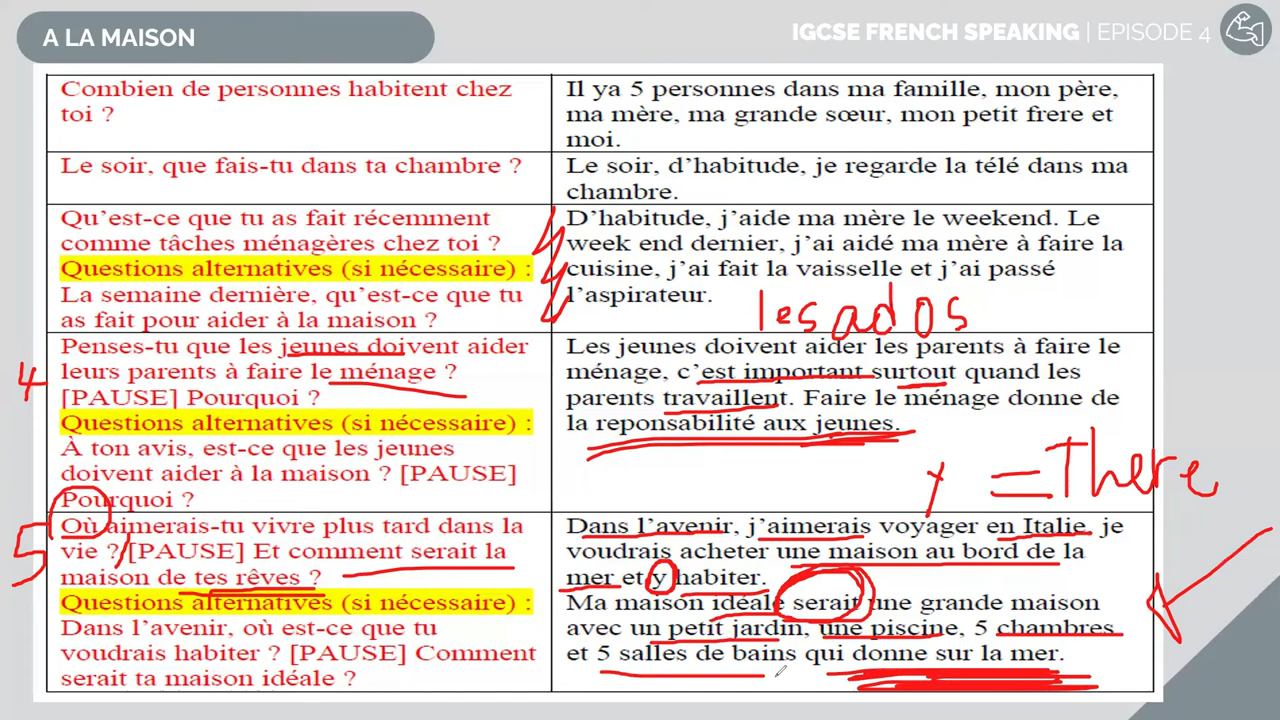 A LA MAISON
IGCSE FRENCH SPEAKING | EPISODE 4
Combien de personnes habitent chez
toi ?
Il ya 5 personnes dans ma famille, mon père,
ma mère, ma grande sœur, mon petit frere et
moi.
Le soir, que fais-tu dans ta chambre ?
Le soir, d’habitude, je regarde la télé dans ma
chambre.
Qu’est-ce que tu as fait récemment
comme tâches ménagères chez toi ?
Questions alternatives (si nécessaire) :
La semaine dernière, qu’est-ce que tu
as fait pour aider à la maison ?
D’habitude, j’aide ma mère le weekend. Le
week end dernier, j’ai aidé ma mère à faire la
cuisine, j’ai fait la vaisselle et j’ai passé
l’aspirateur.
les ados
4
Penses-tu que les jeunes doivent aider
leurs parents à faire le ménage ?
[PAUSE] Pourquoi ?
Questions alternatives (si nécessaire) :
À ton avis, est-ce que les jeunes
doivent aider à la maison ? [PAUSE]
Pourquoi ?
Les jeunes doivent aider les parents à faire le
ménage, c’est important surtout quand les
parents travaillent. Faire le ménage donne de
la reponsabilité aux jeunes.
y = There
5
Où aimerais-tu vivre plus tard dans la
vie ? [PAUSE] Et comment serait la
maison de tes rêves ?
Questions alternatives (si nécessaire) :
Dans l’avenir, où est-ce que tu
voudrais habiter ? [PAUSE] Comment
serait ta maison idéale ?
Dans l’avenir, j’aimerais voyager en Italie, je
voudrais acheter une maison au bord de la
mer et y habiter.
Ma maison idéale serait une grande maison
avec un petit jardin, une piscine, 5 chambres
et 5 salles de bains qui donne sur la mer.